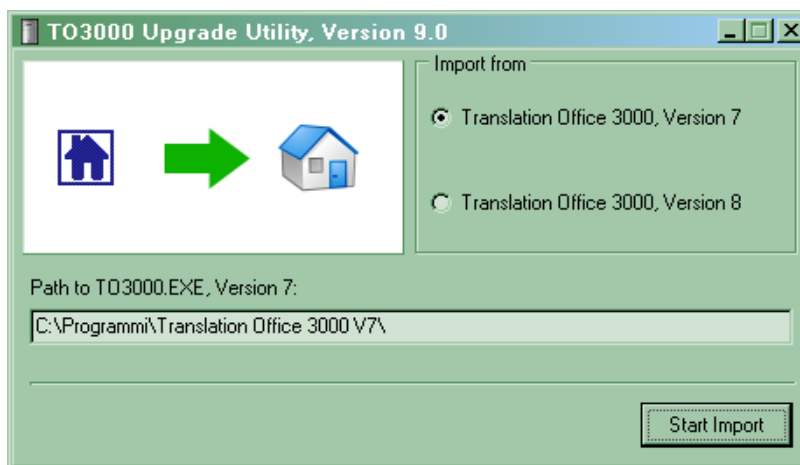 TO3000 Upgrade Utility, Version 9.0
Import from
Translation Office 3000, Version 7
Translation Office 3000, Version 8
Path to TO3000.EXE, Version 7:
C:\Programmi\Translation Office 3000 V7\
Start Import